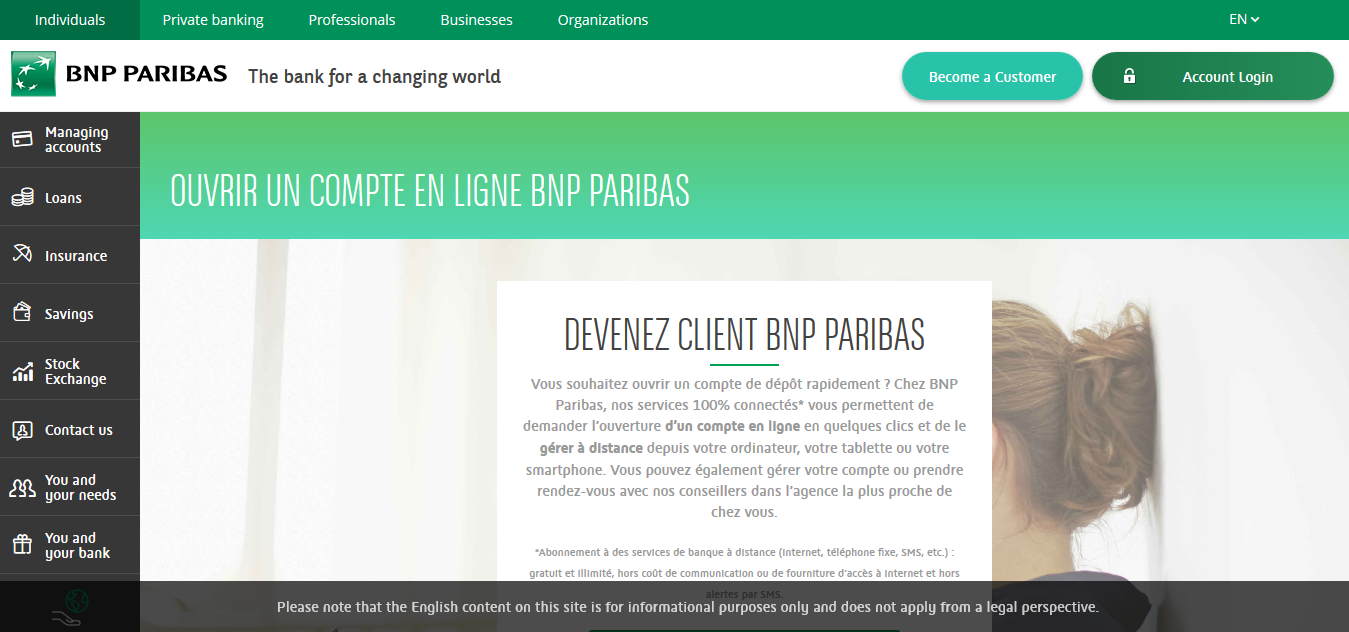 Individuals
Private banking
Professionals
Businesses
Organizations
EN
BNP PARIBAS
The bank for a changing world
Become a Customer
Account Login
Managing
accounts
Loans
Insurance
Savings
Stock
Exchange
Contact us
You and
your needs
You and
your bank
OUVRIR UN COMPTE EN LIGNE BNP PARIBAS
DEVENEZ CLIENT BNP PARIBAS
Vous souhaitez ouvrir un compte de dépôt rapidement ? Chez BNP
Paribas, nos services 100% connectés* vous permettent de
demander l'ouverture d'un compte en ligne en quelques clics et de le
gérer à distance depuis votre ordinateur, votre tablette ou votre
smartphone. Vous pouvez également gérer votre compte ou prendre
rendez-vous avec nos conseillers dans l'agence la plus proche de
chez vous.
*Abonnement à des services de banque à distance (internet, téléphone fixe, SMS, etc.) :
gratuit et illimité, hors coût de communication ou de fourniture d'accès à internet et hors
alertes par SMS.
Please note that the English content on this site is for informational purposes only and does not apply from a legal perspective.